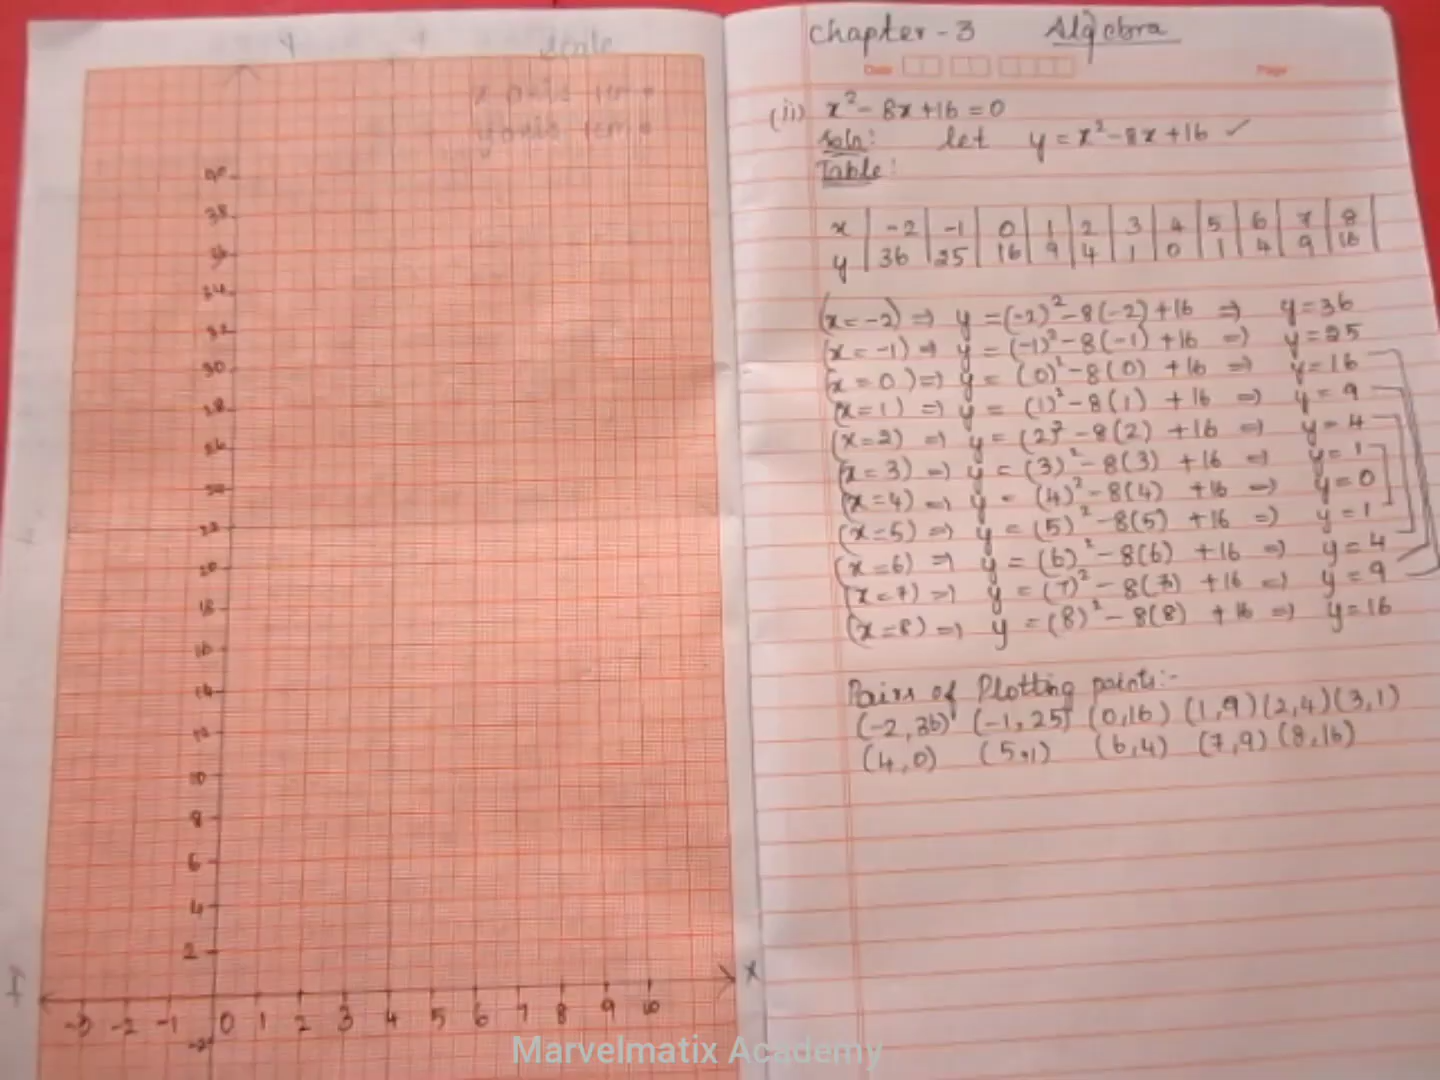 scale
x axis 1cm
y axis 1cm
38
36
34
32
30
28
26
22
20
18
16
14
12
10
8
6
4
2
x
-3 -2 -1 0 1 2 3 4 5 6 7 8 9 10
-2
Chapter - 3 Algebra
Date Page
(ii) x² - 8x + 16 = 0
Soln: let y = x² - 8x + 16 ✓
Table:
x | -2 | -1 | 0 | 1 | 2 | 3 | 4 | 5 | 6 | 7 | 8 |
y | 36 | 25 | 16 | 9 | 4 | 1 | 0 | 1 | 4 | 9 | 16 |
(x = -2) ⇒ y = (-2)² - 8(-2) + 16 ⇒ y = 36
(x = -1) ⇒ y = (-1)² - 8(-1) + 16 ⇒ y = 25
(x = 0) ⇒ y = (0)² - 8(0) + 16 ⇒ y = 16
(x = 1) ⇒ y = (1)² - 8(1) + 16 ⇒ y = 9
(x = 2) ⇒ y = (2)² - 8(2) + 16 ⇒ y = 4
(x = 3) ⇒ y = (3)² - 8(3) + 16 ⇒ y = 1
(x = 4) ⇒ y = (4)² - 8(4) + 16 ⇒ y = 0
(x = 5) ⇒ y = (5)² - 8(5) + 16 ⇒ y = 1
(x = 6) ⇒ y = (6)² - 8(6) + 16 ⇒ y = 4
(x = 7) ⇒ y = (7)² - 8(7) + 16 ⇒ y = 9
(x = 8) ⇒ y = (8)² - 8(8) + 16 ⇒ y = 16
Pairs of Plotting points:-
(-2, 36) (-1, 25) (0, 16) (1, 9) (2, 4) (3, 1)
(4, 0) (5, 1) (6, 4) (7, 9) (8, 16)
Marvelmatix Academy